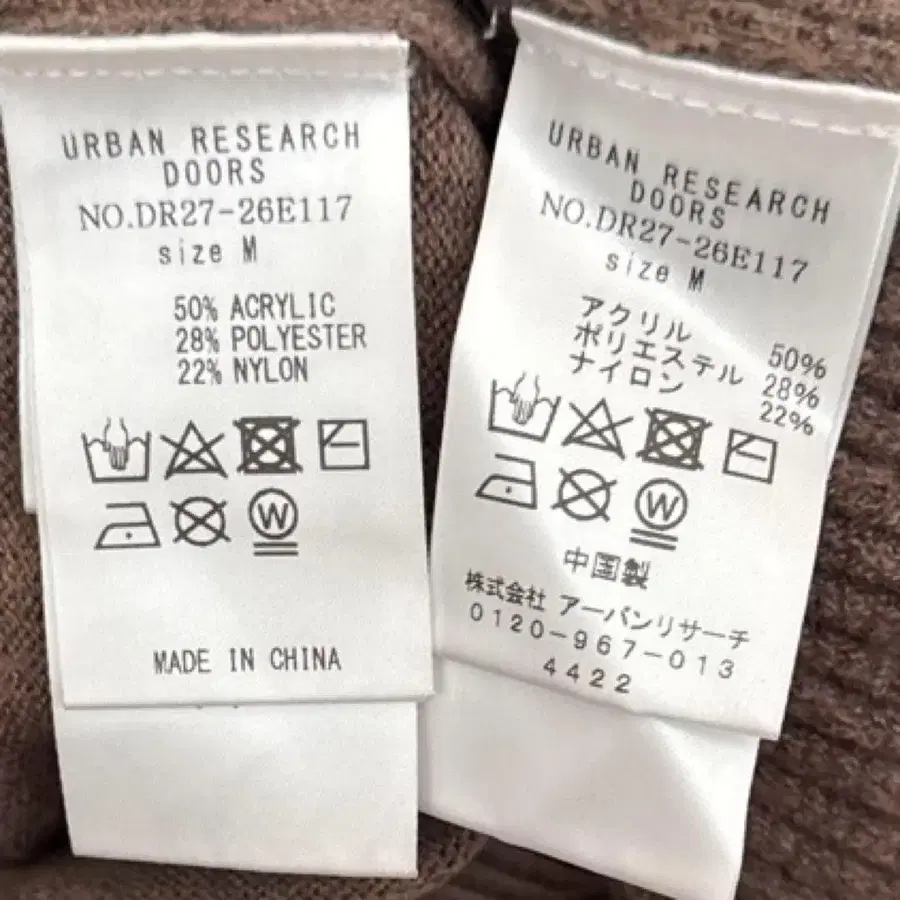 URBAN RESEARCH
DOORS
NO.DR27-26E117
size M
50% ACRYLIC
28% POLYESTER
22% NYLON
W
MADE IN CHINA
URBAN RESEARCH
DOORS
NO.DR27-26E117
size M
アクリル 50%
ポリエステル 28%
ナイロン 22%
W
中国製
株式会社 アーバンリサーチ
0120-967-013
4422